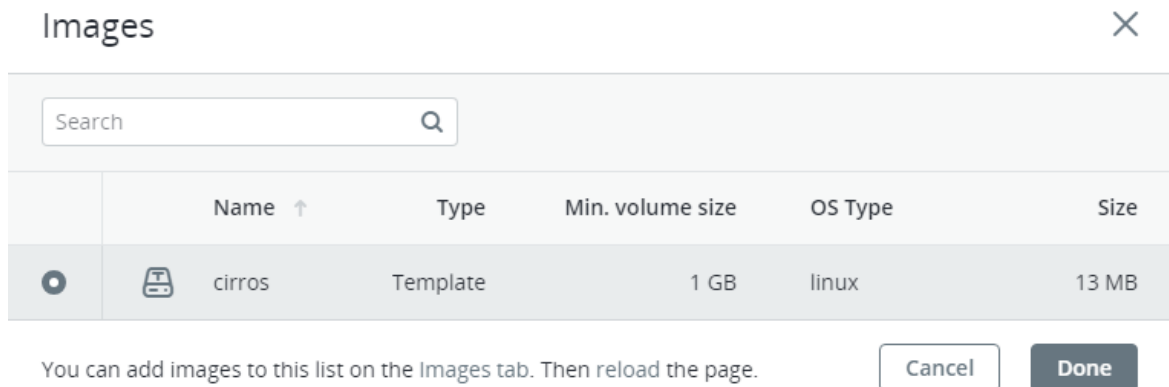 Images
Search
Name Type Min. volume size OS Type Size
cirros Template 1 GB linux 13 MB
You can add images to this list on the Images tab. Then reload the page. Cancel Done